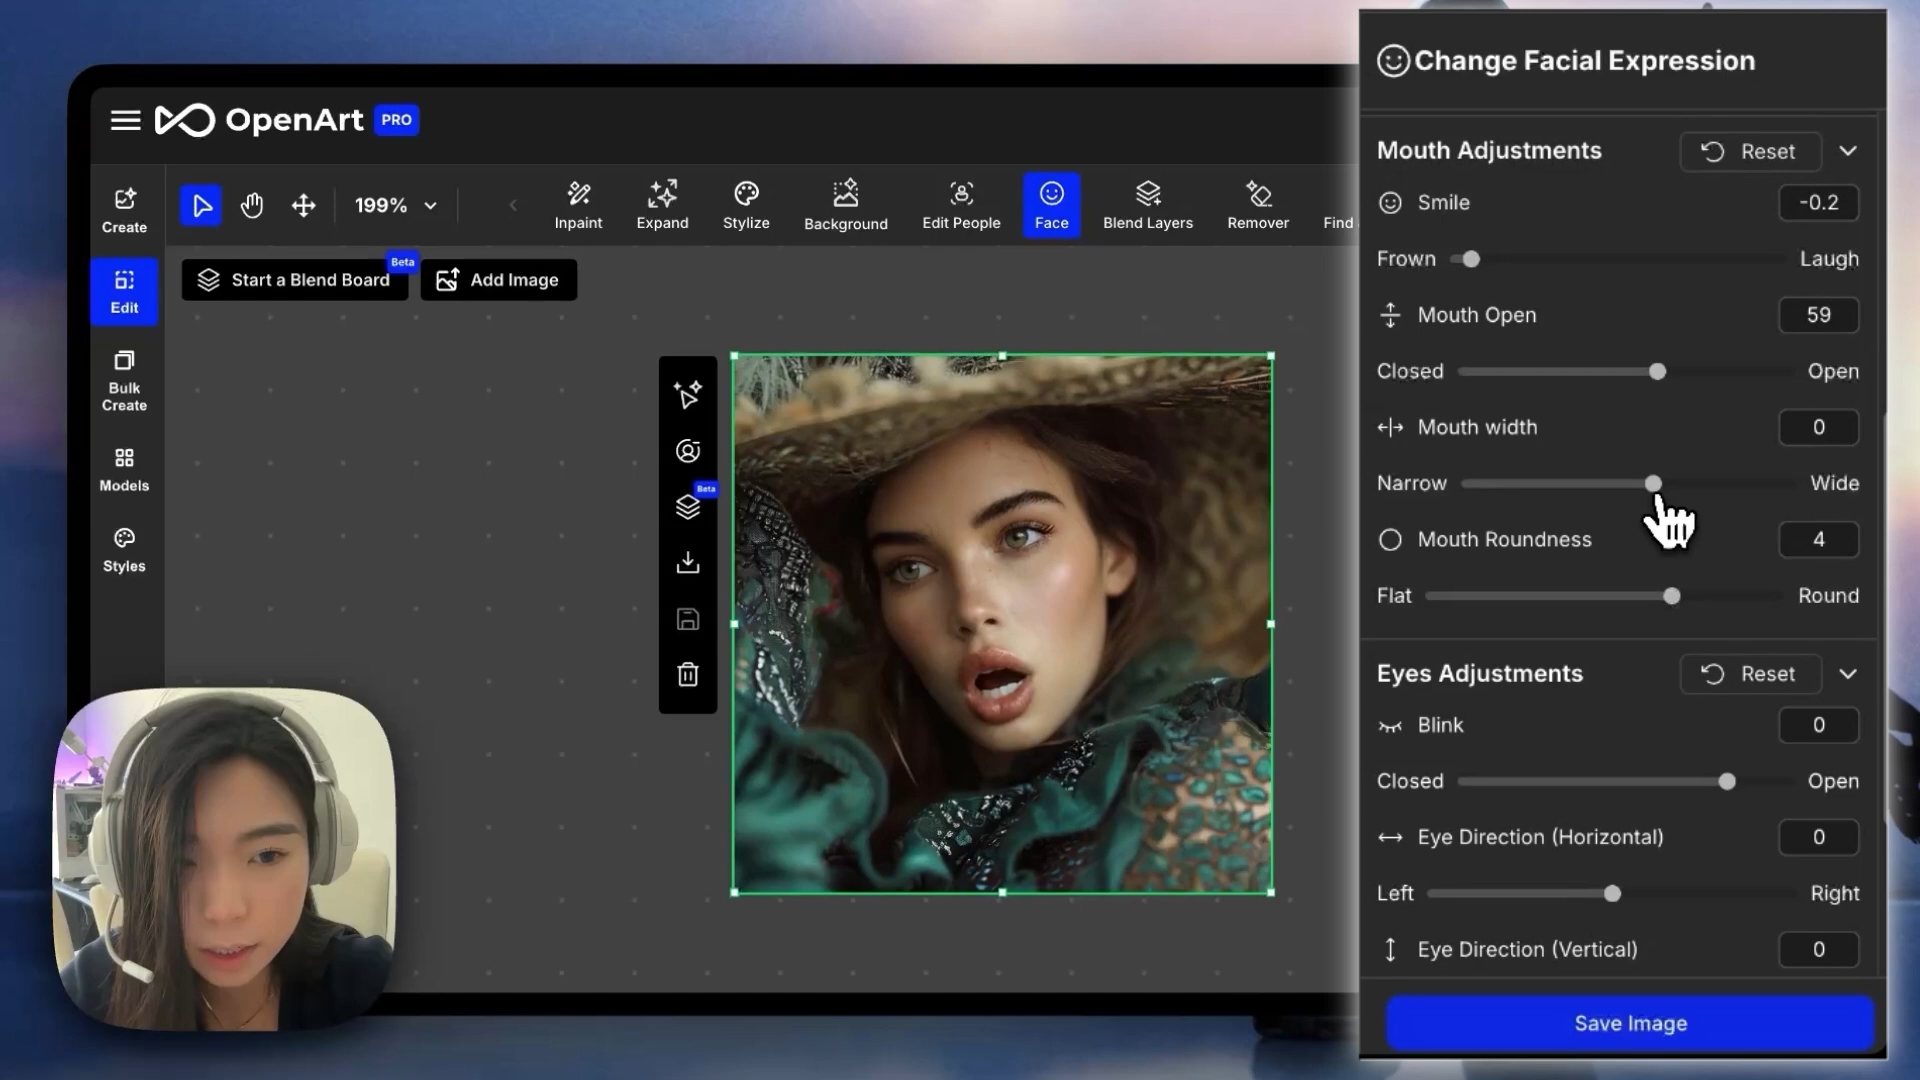 OpenArt PRO
Create
Edit
Bulk
Create
Models
Styles
199%
Inpaint
Expand
Stylize
Background
Edit People
Face
Blend Layers
Remover
Find
Start a Blend Board
Beta
Add Image
Beta
Change Facial Expression
Mouth Adjustments
Reset
Smile
-0.2
Frown
Laugh
Mouth Open
59
Closed
Open
Mouth width
0
Narrow
Wide
Mouth Roundness
4
Flat
Round
Eyes Adjustments
Reset
Blink
0
Closed
Open
Eye Direction (Horizontal)
0
Left
Right
Eye Direction (Vertical)
0
Save Image